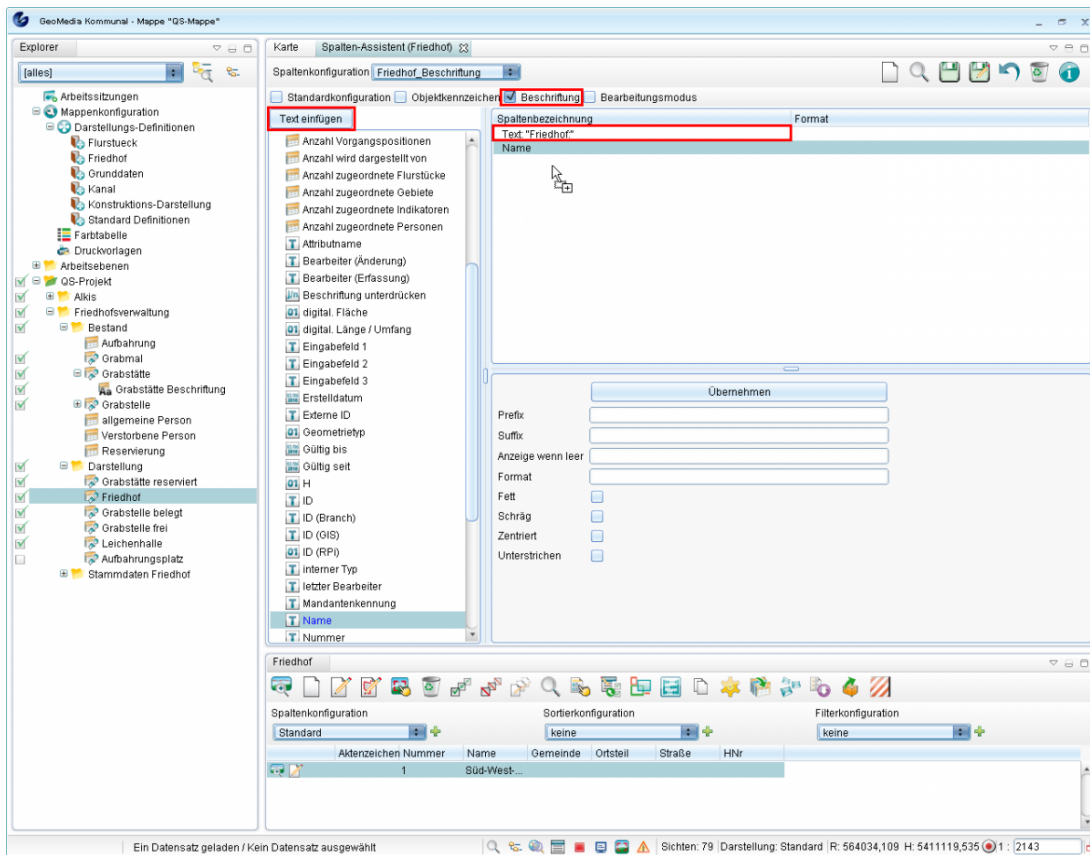 GeoMedia Kommunal - Mappe "QS-Mappe"
Explorer
[alles]
Arbeitssitzungen
Mappenkonfiguration
Darstellungs-Definitionen
Flurstueck
Friedhof
Grunddaten
Kanal
Konstruktions-Darstellung
Standard Definitionen
Farbtabelle
Druckvorlagen
Arbeitsebenen
QS-Projekt
Alkis
Friedhofsverwaltung
Bestand
Aufbahrung
Grabmal
Grabstätte
Grabstätte Beschriftung
Grabstelle
allgemeine Person
Verstorbene Person
Reservierung
Darstellung
Grabstätte reserviert
Friedhof
Grabstelle belegt
Grabstelle frei
Leichenhalle
Aufbahrungsplatz
Stammdaten Friedhof
Karte Spalten-Assistent (Friedhof)
Spaltenkonfiguration Friedhof_Beschriftung
Standardkonfiguration Objektkennzeichen Beschriftung Bearbeitungsmodus
Text einfügen
Anzahl Vorgangspositionen
Anzahl wird dargestellt von
Anzahl zugeordnete Flurstücke
Anzahl zugeordnete Gebiete
Anzahl zugeordnete Indikatoren
Anzahl zugeordnete Personen
Attributname
Bearbeiter (Änderung)
Bearbeiter (Erfassung)
Beschriftung unterdrücken
digital. Fläche
digital. Länge / Umfang
Eingabefeld 1
Eingabefeld 2
Eingabefeld 3
Erstelldatum
Externe ID
Geometrietyp
Gültig bis
Gültig seit
H
ID
ID (Branch)
ID (GIS)
ID (RPi)
interner Typ
letzter Bearbeiter
Mandantenkennung
Name
Nummer
Spaltenbezeichnung Format
Text: "Friedhof:"
Name
Übernehmen
Prefix
Suffix
Anzeige wenn leer
Format
Fett
Schräg
Zentriert
Unterstrichen
Friedhof
Spaltenkonfiguration Sortierkonfiguration Filterkonfiguration
Standard keine keine
Aktenzeichen Nummer Name Gemeinde Ortsteil Straße HNr
1 Süd-West-...
Ein Datensatz geladen / Kein Datensatz ausgewählt Sichten: 79 Darstellung: Standard R: 564034,109 H: 5411119,535 1 : 2143